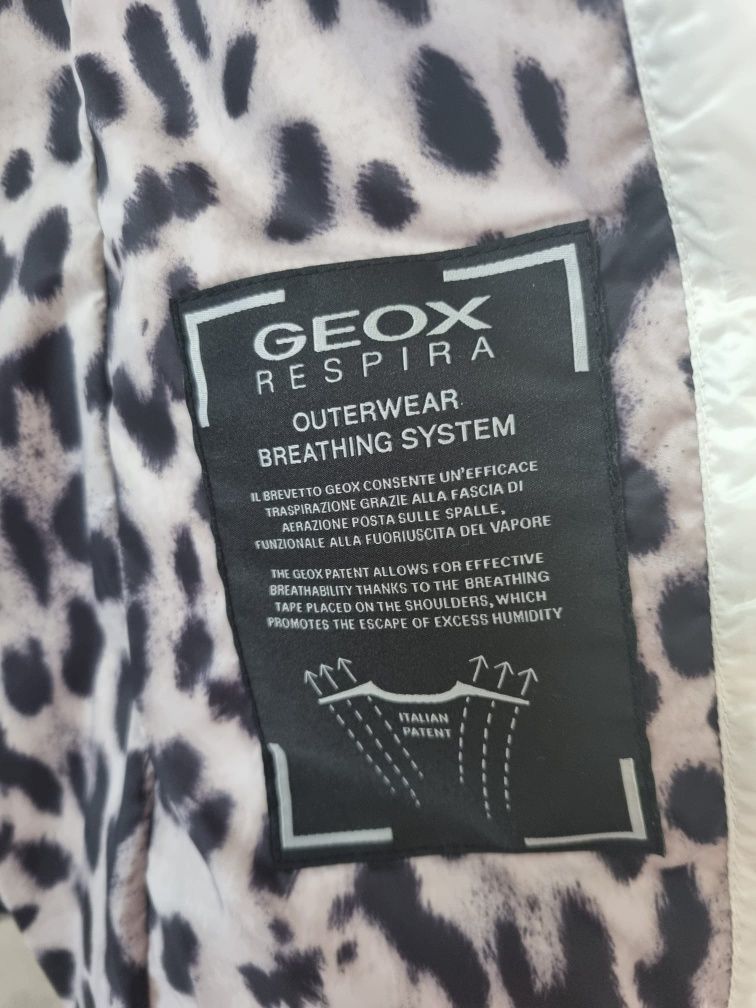 GEOX
RESPIRA
OUTERWEAR
BREATHING SYSTEM
IL BREVETTO GEOX CONSENTE UN'EFFICACE
TRASPIRAZIONE GRAZIE ALLA FASCIA DI
AERAZIONE POSTA SULLE SPALLE,
FUNZIONALE ALLA FUORIUSCITA DEL VAPORE
THE GEOX PATENT ALLOWS FOR EFFECTIVE
BREATHABILITY THANKS TO THE BREATHING
TAPE PLACED ON THE SHOULDERS, WHICH
PROMOTES THE ESCAPE OF EXCESS HUMIDITY
ITALIAN
PATENT